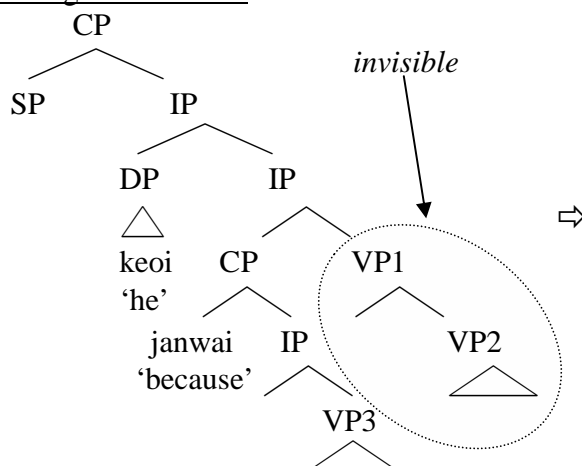 CP
invisible
SP IP
DP IP
⇨
keoi CP VP1
'he'
janwai IP VP2
'because'
VP3